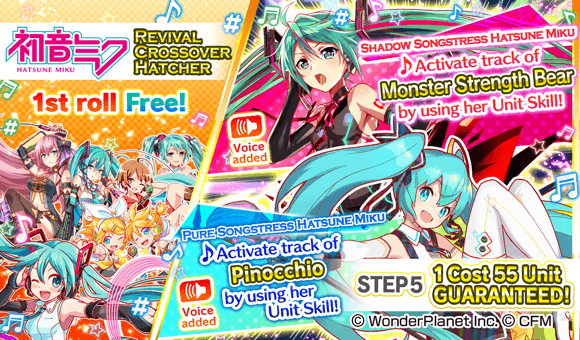 初音ミク
HATSUNE MIKU
Revival
Crossover
Hatcher
1st roll Free!
Shadow Songstress Hatsune Miku
♪Activate track of
Monster Strength Bear
by using her Unit Skill!
Voice
added
Pure Songstress Hatsune Miku
♪Activate track of
Pinocchio
by using her
Unit Skill!
Voice
added
STEP5
1 Cost 55 Unit
GUARANTEED!
© WonderPlanet Inc. © CFM